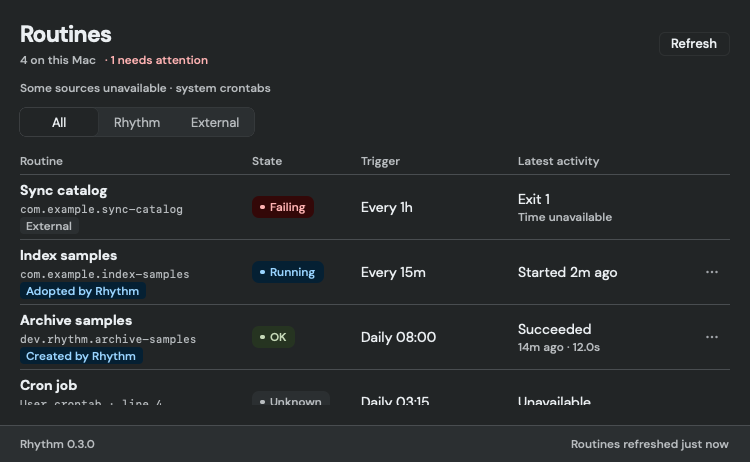 Routines
4 on this Mac · 1 needs attention
Refresh
Some sources unavailable · system crontabs
All Rhythm External
Routine State Trigger Latest activity
Sync catalog
com.example.sync-catalog
External
Failing
Every 1h
Exit 1
Time unavailable
Index samples
com.example.index-samples
Adopted by Rhythm
Running
Every 15m
Started 2m ago
Archive samples
dev.rhythm.archive-samples
Created by Rhythm
OK
Daily 08:00
Succeeded
14m ago · 12.0s
Cron job
User crontab · line 4
Unknown
Daily 03:15
Unavailable
Rhythm 0.3.0
Routines refreshed just now